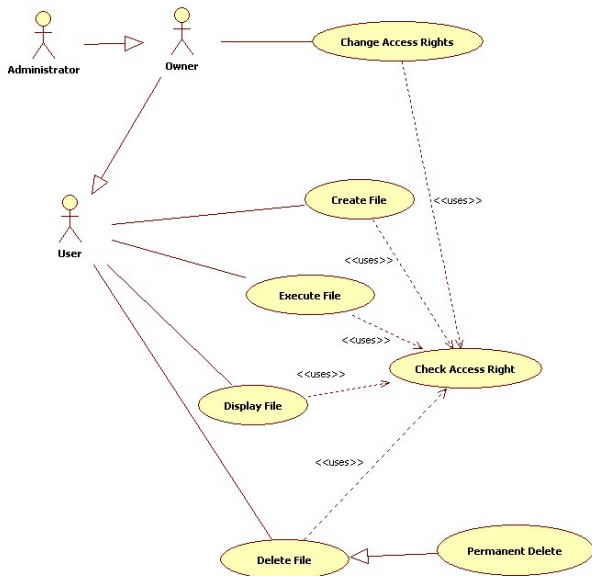 Change Access Rights
Administrator
Owner
Create File
<<uses>>
User
<<uses>>
Execute File
<<uses>>
Check Access Right
<<uses>>
Display File
<<uses>>
Permanent Delete
Delete File